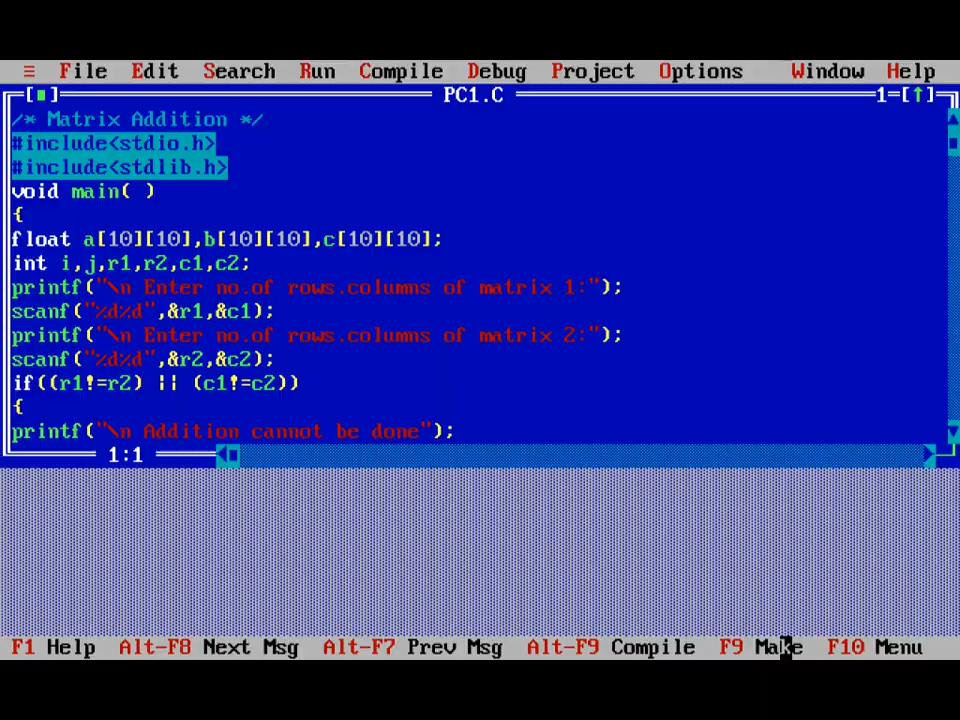 ≡ File Edit Search Run Compile Debug Project Options Window Help
[■] PC1.C 1=[↑]
/* Matrix Addition */
#include<stdio.h>
#include<stdlib.h>
void main( )
{
float a[10][10],b[10][10],c[10][10];
int i,j,r1,r2,c1,c2;
printf("\n Enter no.of rows.columns of matrix 1:");
scanf("%d%d",&r1,&c1);
printf("\n Enter no.of rows.columns of matrix 2:");
scanf("%d%d",&r2,&c2);
if((r1!=r2) || (c1!=c2))
{
printf("\n Addition cannot be done");
1:1
F1 Help Alt-F8 Next Msg Alt-F7 Prev Msg Alt-F9 Compile F9 Make F10 Menu